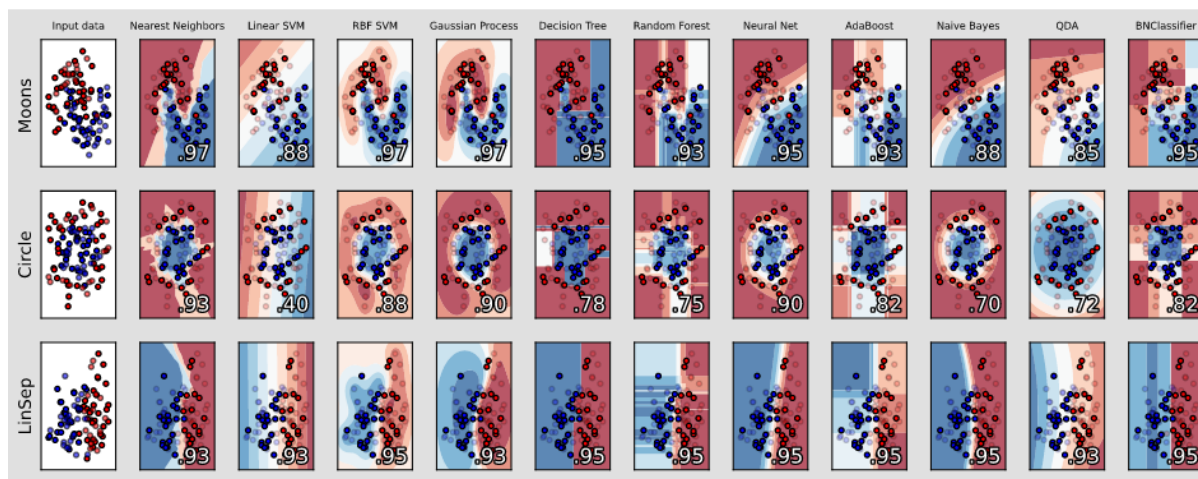 Input data Nearest Neighbors Linear SVM RBF SVM Gaussian Process Decision Tree Random Forest Neural Net AdaBoost Naive Bayes QDA BNClassifier
Moons
.97 .88 .97 .97 .95 .93 .95 .93 .88 .85 .95
Circle
.93 .40 .88 .90 .78 .75 .90 .82 .70 .72 .82
LinSep
.93 .93 .95 .93 .95 .95 .95 .95 .95 .93 .95